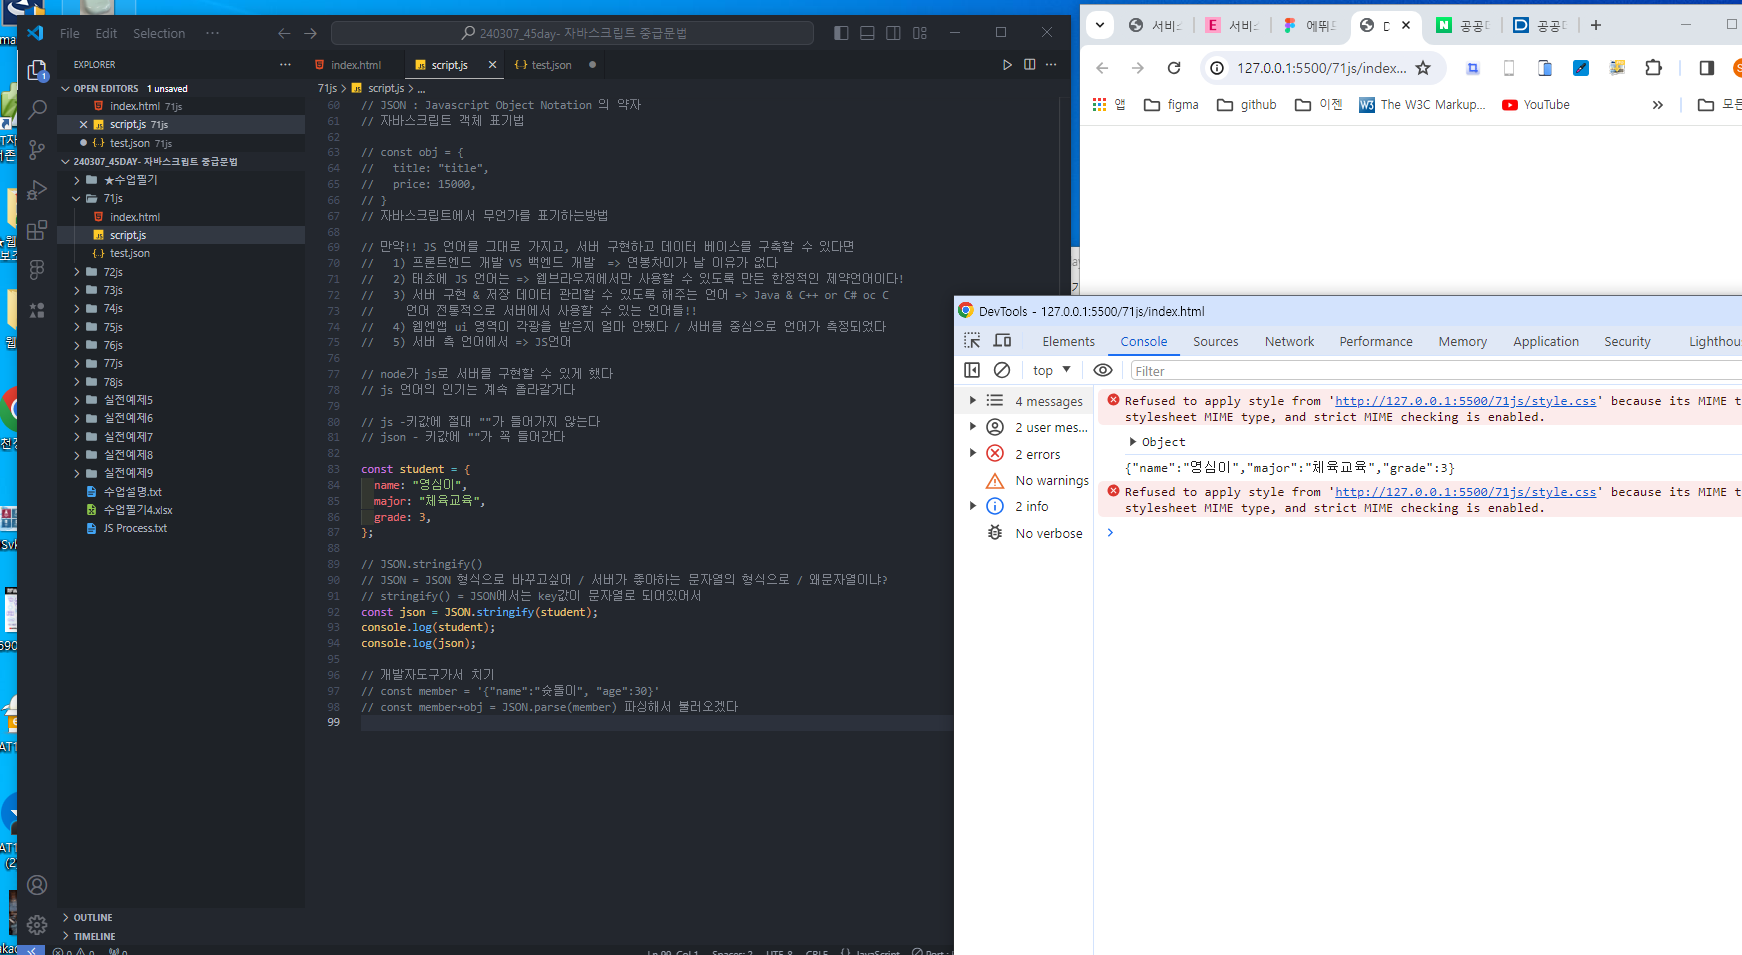 File Edit Selection ···
240307_45day- 자바스크립트 중급문법
EXPLORER
OPEN EDITORS 1 unsaved
index.html 71js
script.js 71js
test.json 71js
240307_45DAY- 자바스크립트 중급문법
★수업필기
71js
index.html
script.js
test.json
72js
73js
74js
75js
76js
77js
78js
실전예제5
실전예제6
실전예제7
실전예제8
실전예제9
수업설명.txt
수업필기4.xlsx
JS Process.txt
OUTLINE
TIMELINE
index.html script.js test.json
71js > script.js > ...
60 // JSON : Javascript Object Notation 의 약자
61 // 자바스크립트 객체 표기법
62
63 // const obj = {
64 //   title: "title",
65 //   price: 15000,
66 // }
67 // 자바스크립트에서 무언가를 표기하는방법
68
69 // 만약!! JS 언어를 그대로 가지고, 서버 구현하고 데이터 베이스를 구축할 수 있다면
70 //   1) 프론트엔드 개발 VS 백엔드 개발  => 연봉차이가 날 이유가 없다
71 //   2) 태초에 JS 언어는 => 웹브라우저에서만 사용할 수 있도록 만든 한정적인 제약언어이다!
72 //   3) 서버 구현 & 저장 데이터 관리할 수 있도록 해주는 언어 => Java & C++ or C# oc C
73 //     언어 전통적으로 서버에서 사용할 수 있는 언어들!!
74 //   4) 웹엔앱 ui 영역이 각광을 받은지 얼마 안됐다 / 서버를 중심으로 언어가 측정되었다
75 //   5) 서버 측 언어에서 => JS언어
76
77 // node가 js로 서버를 구현할 수 있게 했다
78 // js 언어의 인기는 계속 올라갈거다
79
80 // js -키값에 절대 ""가 들어가지 않는다
81 // json - 키값에 ""가 꼭 들어간다
82
83 const student = {
84   name: "영심이",
85   major: "체육교육",
86   grade: 3,
87 };
88
89 // JSON.stringify()
90 // JSON = JSON 형식으로 바꾸고싶어 / 서버가 좋아하는 문자열의 형식으로 / 왜문자열이냐?
91 // stringify() = JSON에서는 key값이 문자열로 되어있어서
92 const json = JSON.stringify(student);
93 console.log(student);
94 console.log(json);
95
96 // 개발자도구가서 치기
97 // const member = '{"name":"숏돌이", "age":30}'
98 // const member+obj = JSON.parse(member) 파싱해서 불러오겠다
99
서비 E 서비 에뛰 D N 공공 D 공공
127.0.0.1:5500/71js/index...
앱 figma github 이젠 W3 The W3C Markup... YouTube » 모든
DevTools - 127.0.0.1:5500/71js/index.html
Elements Console Sources Network Performance Memory Application Security Lighthou
top Filter
4 messages
2 user mes...
2 errors
No warnings
2 info
No verbose
Refused to apply style from 'http://127.0.0.1:5500/71js/style.css' because its MIME t
stylesheet MIME type, and strict MIME checking is enabled.
Object
{"name":"영심이","major":"체육교육","grade":3}
Refused to apply style from 'http://127.0.0.1:5500/71js/style.css' because its MIME t
stylesheet MIME type, and strict MIME checking is enabled.